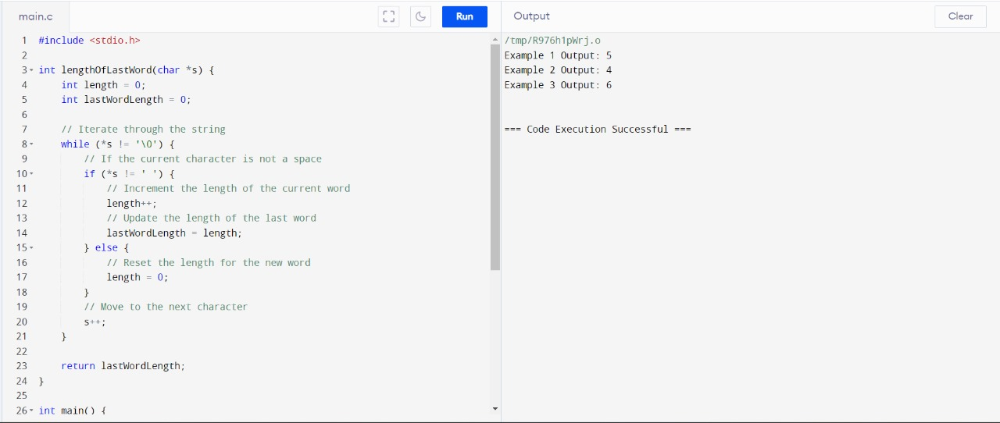 main.c
Run
Output
Clear
1 #include <stdio.h>
2
3 int lengthOfLastWord(char *s) {
4     int length = 0;
5     int lastWordLength = 0;
6
7     // Iterate through the string
8     while (*s != '\0') {
9         // If the current character is not a space
10         if (*s != ' ') {
11             // Increment the length of the current word
12             length++;
13             // Update the length of the last word
14             lastWordLength = length;
15         } else {
16             // Reset the length for the new word
17             length = 0;
18         }
19         // Move to the next character
20         s++;
21     }
22
23     return lastWordLength;
24 }
25
26 int main() {
/tmp/R976h1pWrj.o
Example 1 Output: 5
Example 2 Output: 4
Example 3 Output: 6
=== Code Execution Successful ===